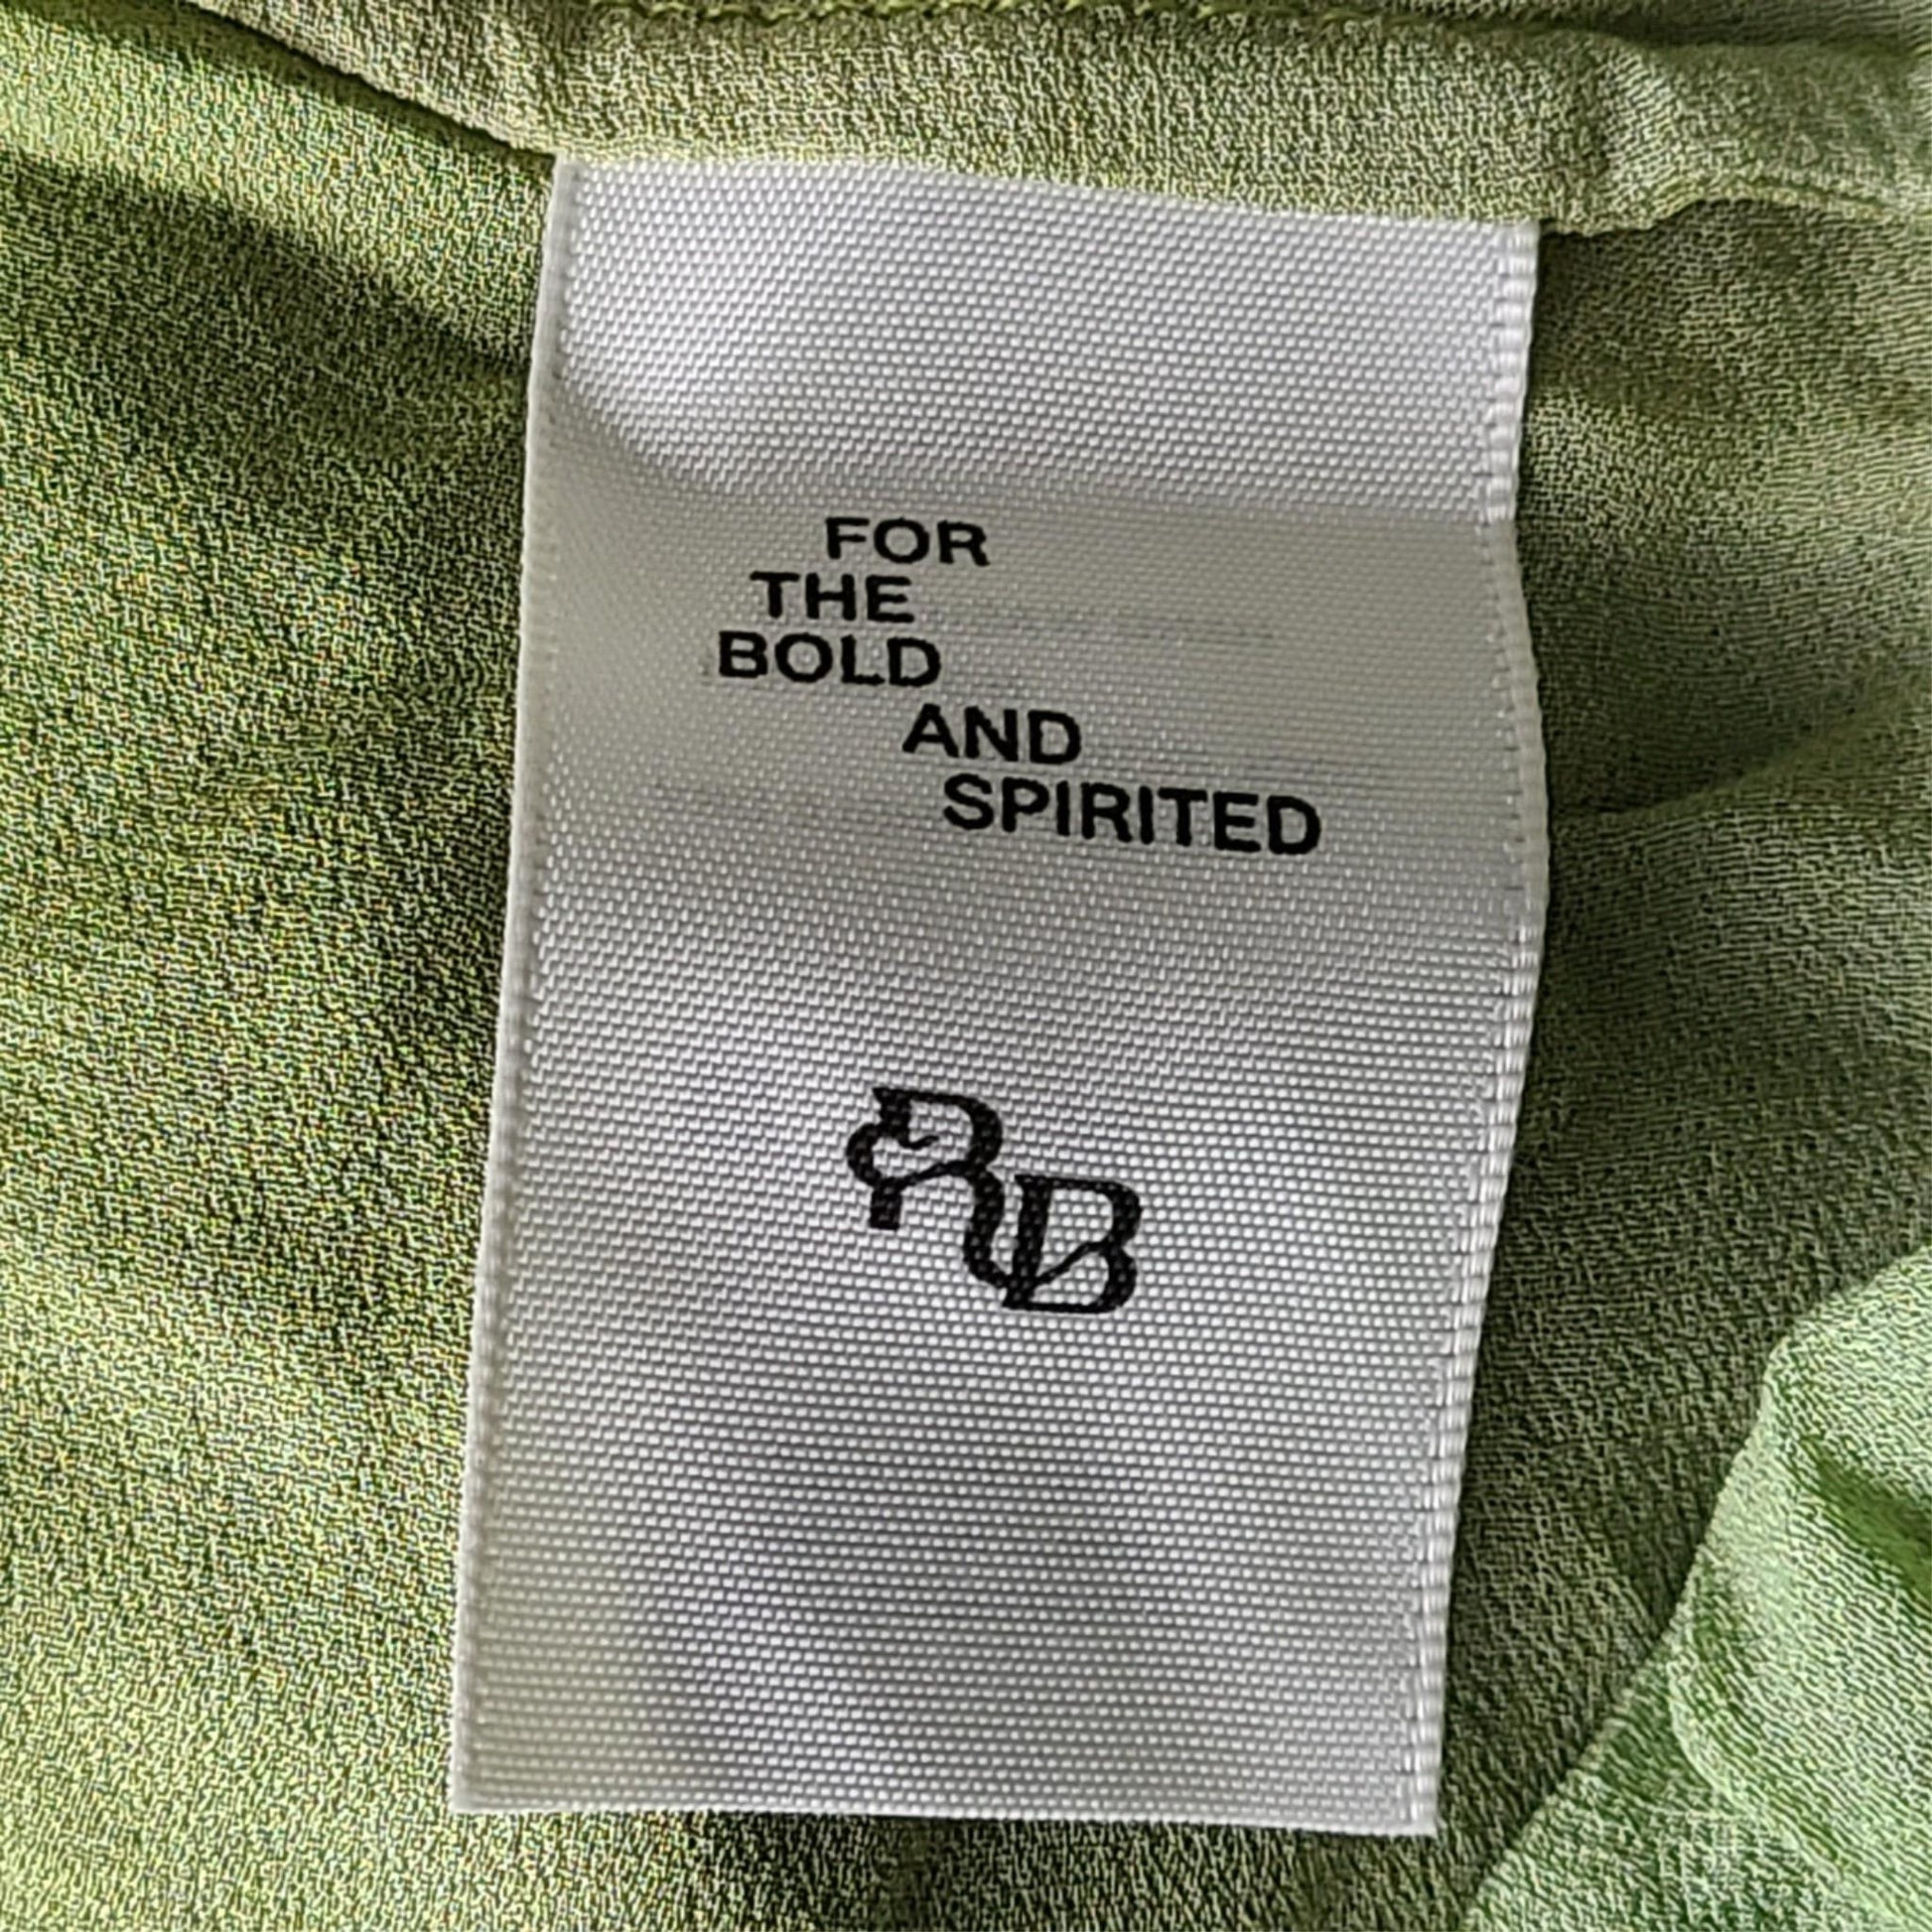 FOR
THE
BOLD
AND
SPIRITED
RB